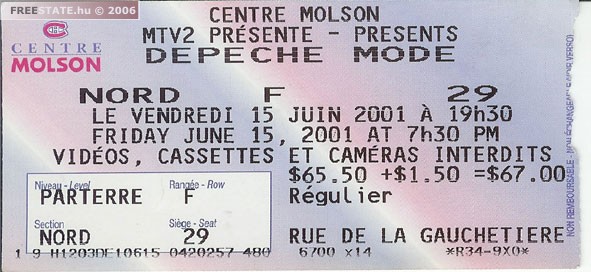 FREESTATE.hu © 2006
CENTRE MOLSON
MTV2 PRÉSENTE - PRESENTS
DEPECHE MODE
CENTRE
MOLSON
NORD F 29
LE VENDREDI 15 JUIN 2001 À 19H30
FRIDAY JUNE 15, 2001 AT 7H30 PM
VIDÉOS, CASSETTES ET CAMÉRAS INTERDITS
$65.50 +$1.50 =$67.00
Niveau - Level Rangée - Row
PARTERRE F
Régulier
Section Siège - Seat
NORD 29
RUE DE LA GAUCHETIERE
1 9 H1203DE10615 0420257 480 6700 x14 *R34-9X0*
NON REMBOURSABLE -